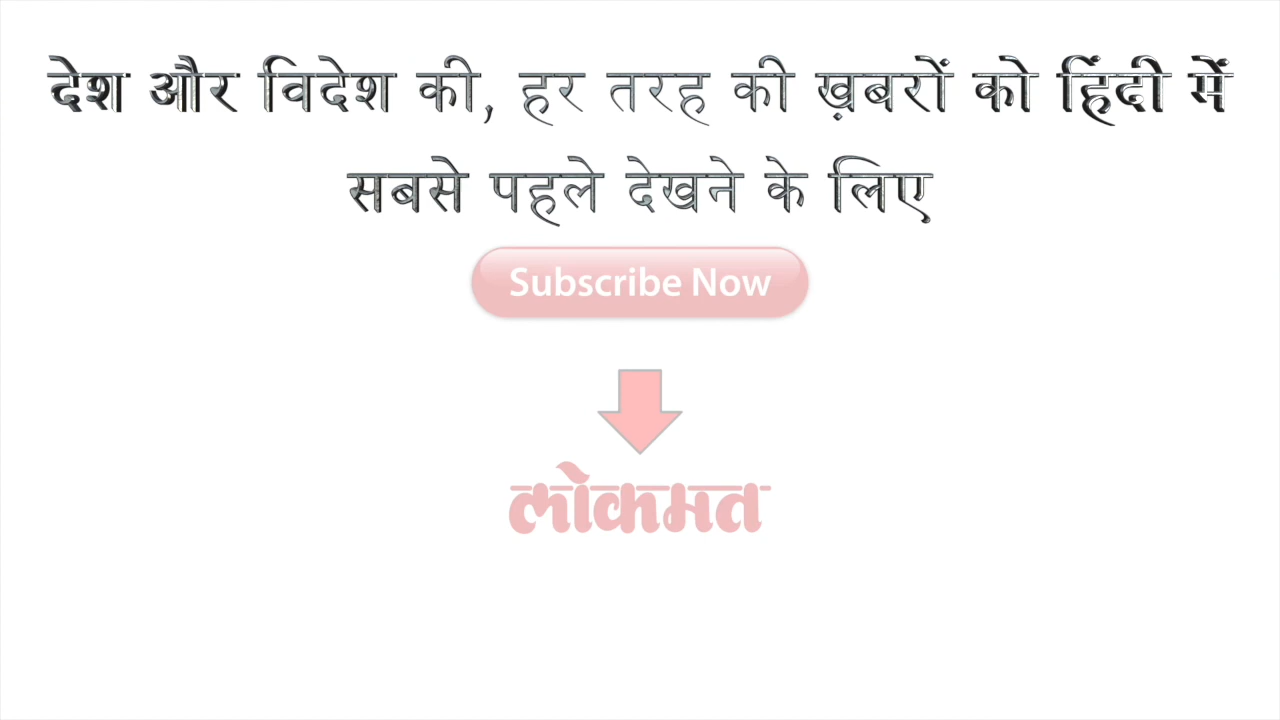 देश और विदेश की, हर तरह की ख़बरों को हिंदी में
सबसे पहले देखने के लिए
Subscribe Now
लोकमत